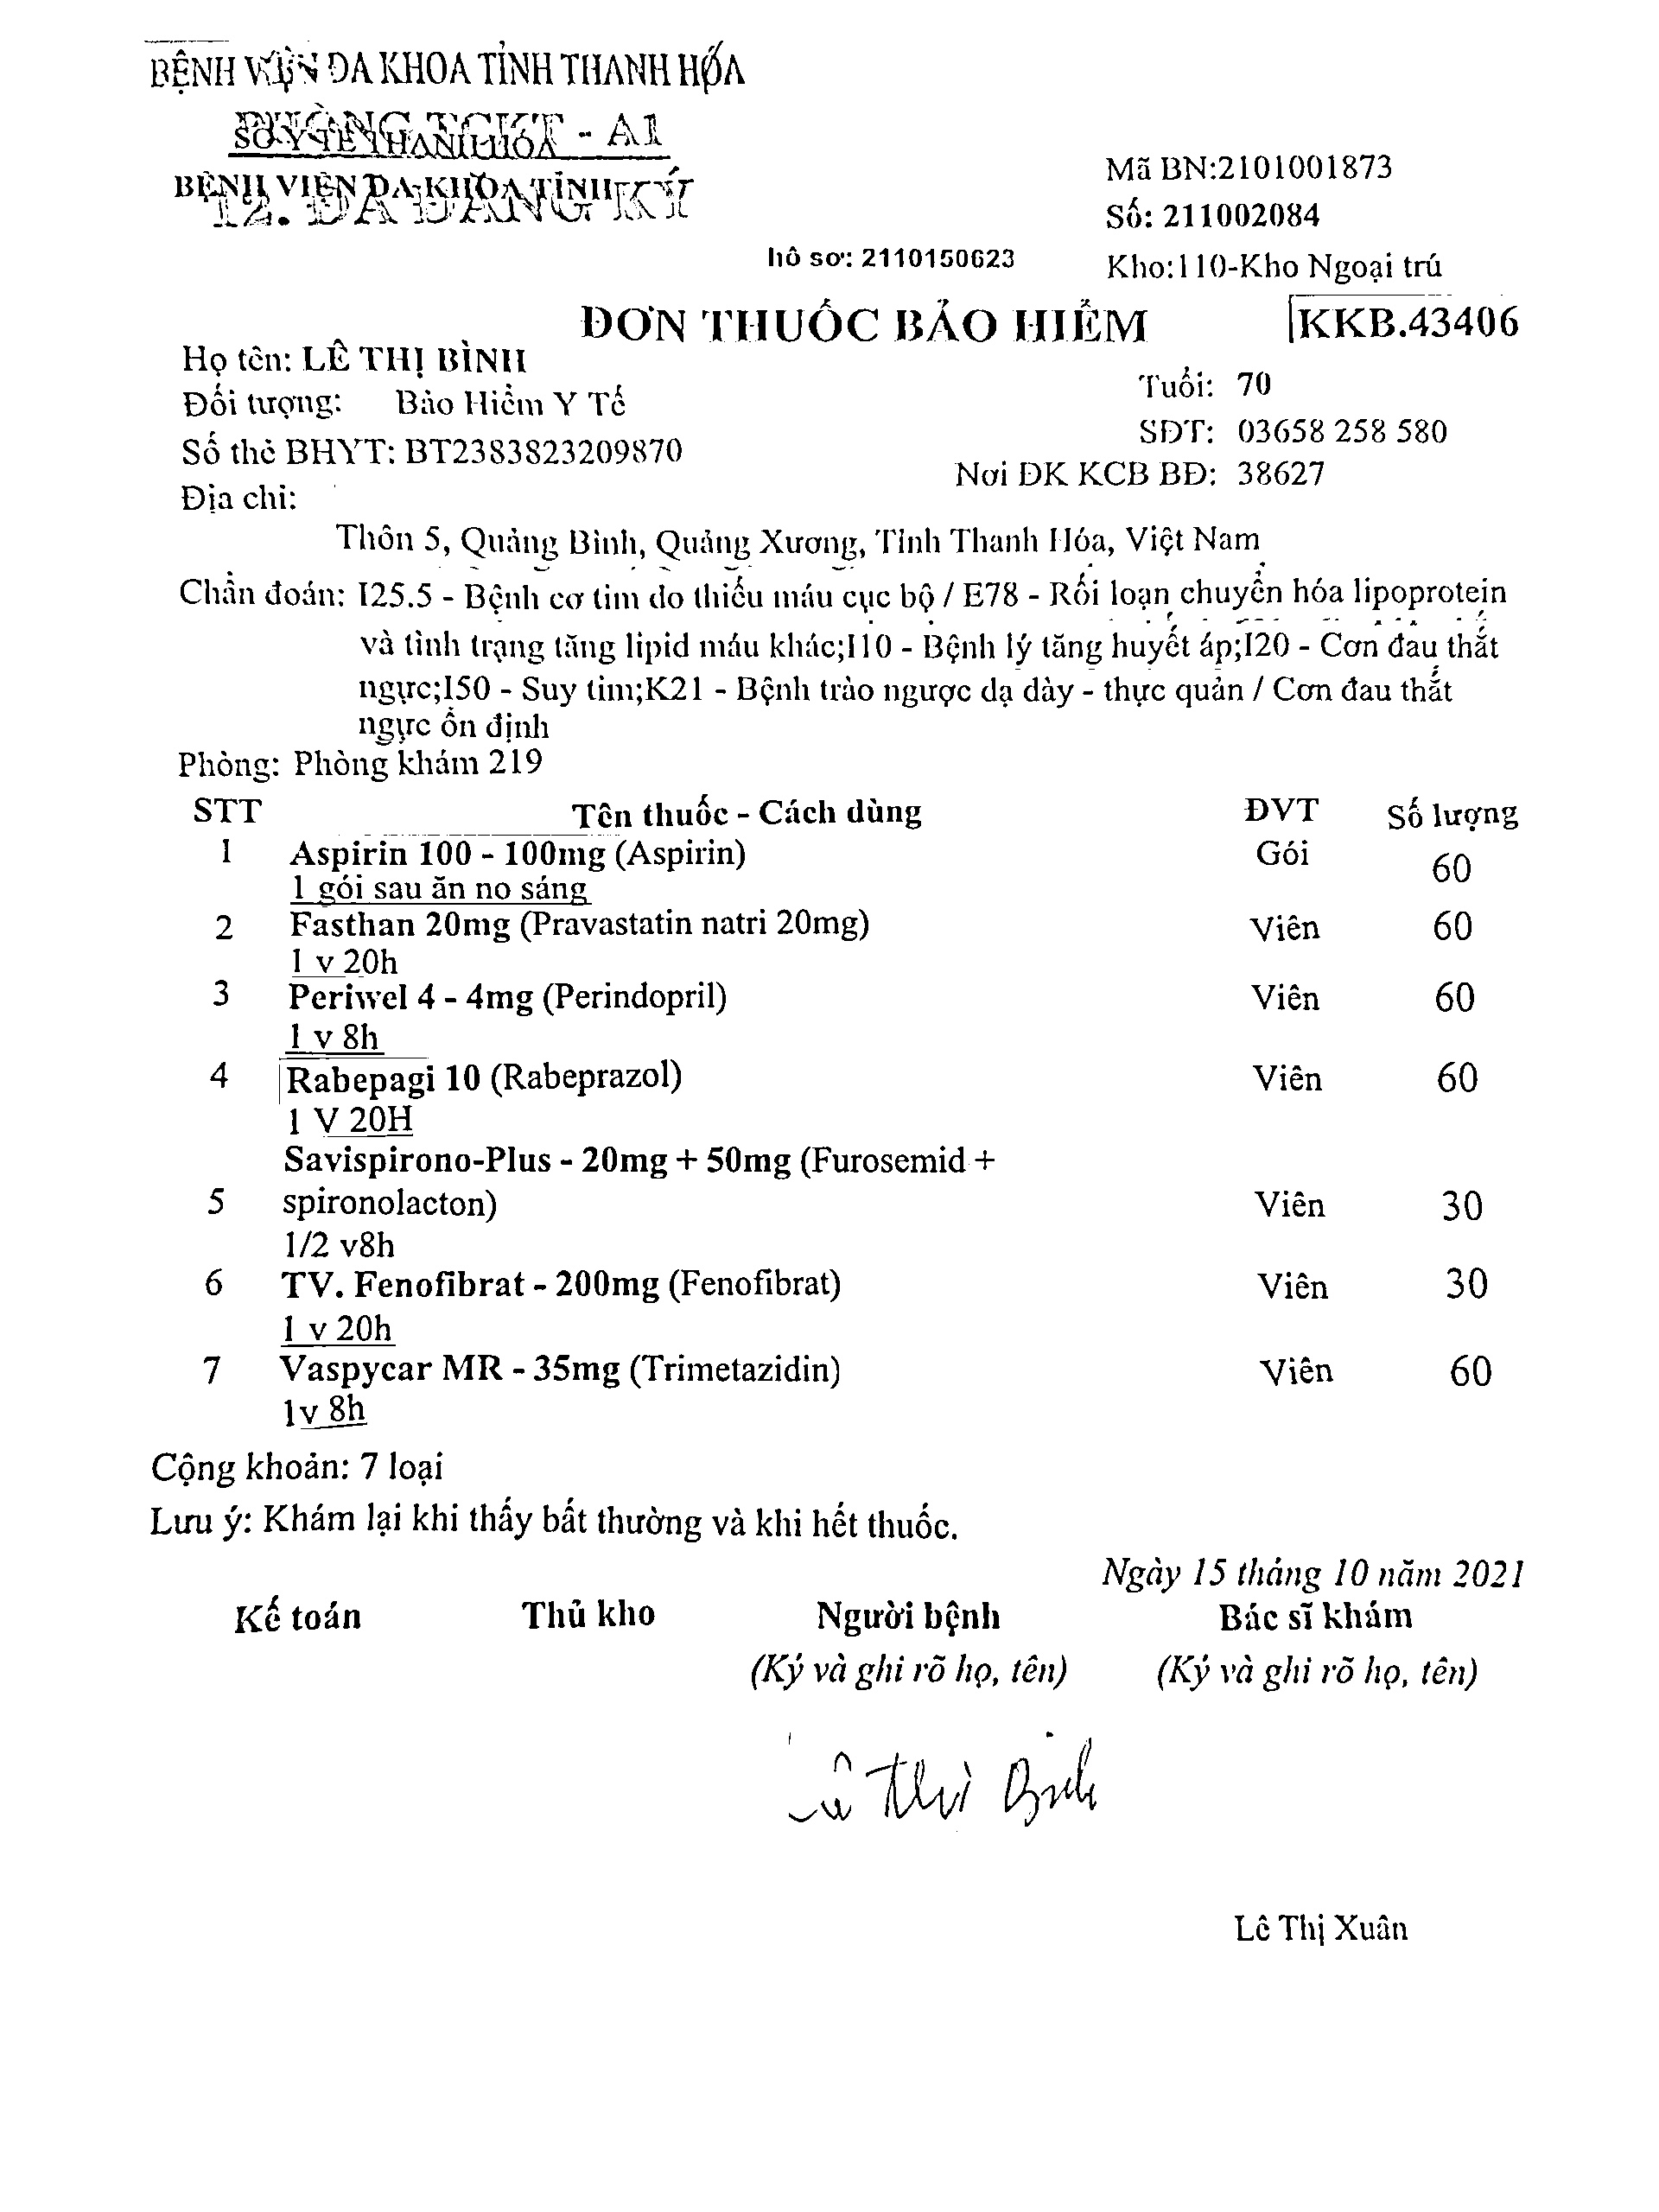 BỆNH VIỆN ĐA KHOA TỈNH THANH HÓA
PHÒNG TCKT - A1
SỞ Y TẾ THANH HÓA
BỆNH VIỆN ĐA KHOA TỈNH
12. ĐÃ ĐĂNG KÝ
Mã BN:2101001873
Số: 211002084
hồ sơ: 2110150623
Kho:110-Kho Ngoại trú
ĐƠN THUỐC BẢO HIỂM
KKB.43406
Họ tên: LÊ THỊ BÌNH
Tuổi: 70
Đối tượng: Bảo Hiểm Y Tế
SĐT: 03658 258 580
Số thẻ BHYT: BT2383823209870
Nơi ĐK KCB BĐ: 38627
Địa chỉ:
Thôn 5, Quảng Bình, Quảng Xương, Tỉnh Thanh Hóa, Việt Nam
Chẩn đoán: I25.5 - Bệnh cơ tim do thiếu máu cục bộ / E78 - Rối loạn chuyển hóa lipoprotein
và tình trạng tăng lipid máu khác;I10 - Bệnh lý tăng huyết áp;I20 - Cơn đau thắt
ngực;I50 - Suy tim;K21 - Bệnh trào ngược dạ dày - thực quản / Cơn đau thắt
ngực ổn định
Phòng: Phòng khám 219
STT Tên thuốc - Cách dùng ĐVT Số lượng
1 Aspirin 100 - 100mg (Aspirin) Gói 60
1 gói sau ăn no sáng
2 Fasthan 20mg (Pravastatin natri 20mg) Viên 60
1 v 20h
3 Periwel 4 - 4mg (Perindopril) Viên 60
1 v 8h
4 Rabepagi 10 (Rabeprazol) Viên 60
1 V 20H
Savispirono-Plus - 20mg + 50mg (Furosemid +
5 spironolacton) Viên 30
1/2 v8h
6 TV. Fenofibrat - 200mg (Fenofibrat) Viên 30
1 v 20h
7 Vaspycar MR - 35mg (Trimetazidin) Viên 60
1v 8h
Cộng khoản: 7 loại
Lưu ý: Khám lại khi thấy bất thường và khi hết thuốc.
Ngày 15 tháng 10 năm 2021
Kế toán Thủ kho Người bệnh Bác sĩ khám
(Ký và ghi rõ họ, tên) (Ký và ghi rõ họ, tên)
Lê Thị Bình
Lê Thị Xuân